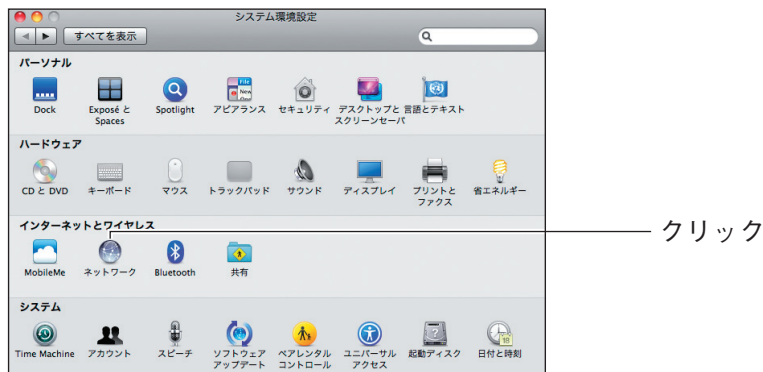 システム環境設定
すべてを表示
パーソナル
Dock
Exposé と
Spaces
Spotlight
アピアランス
セキュリティ
デスクトップと
スクリーンセーバ
言語とテキスト
ハードウェア
CD と DVD
キーボード
マウス
トラックパッド
サウンド
ディスプレイ
プリントと
ファクス
省エネルギー
インターネットとワイヤレス
MobileMe
ネットワーク
Bluetooth
共有
クリック
システム
Time Machine
アカウント
スピーチ
ソフトウェア
アップデート
ペアレンタル
コントロール
ユニバーサル
アクセス
起動ディスク
日付と時刻